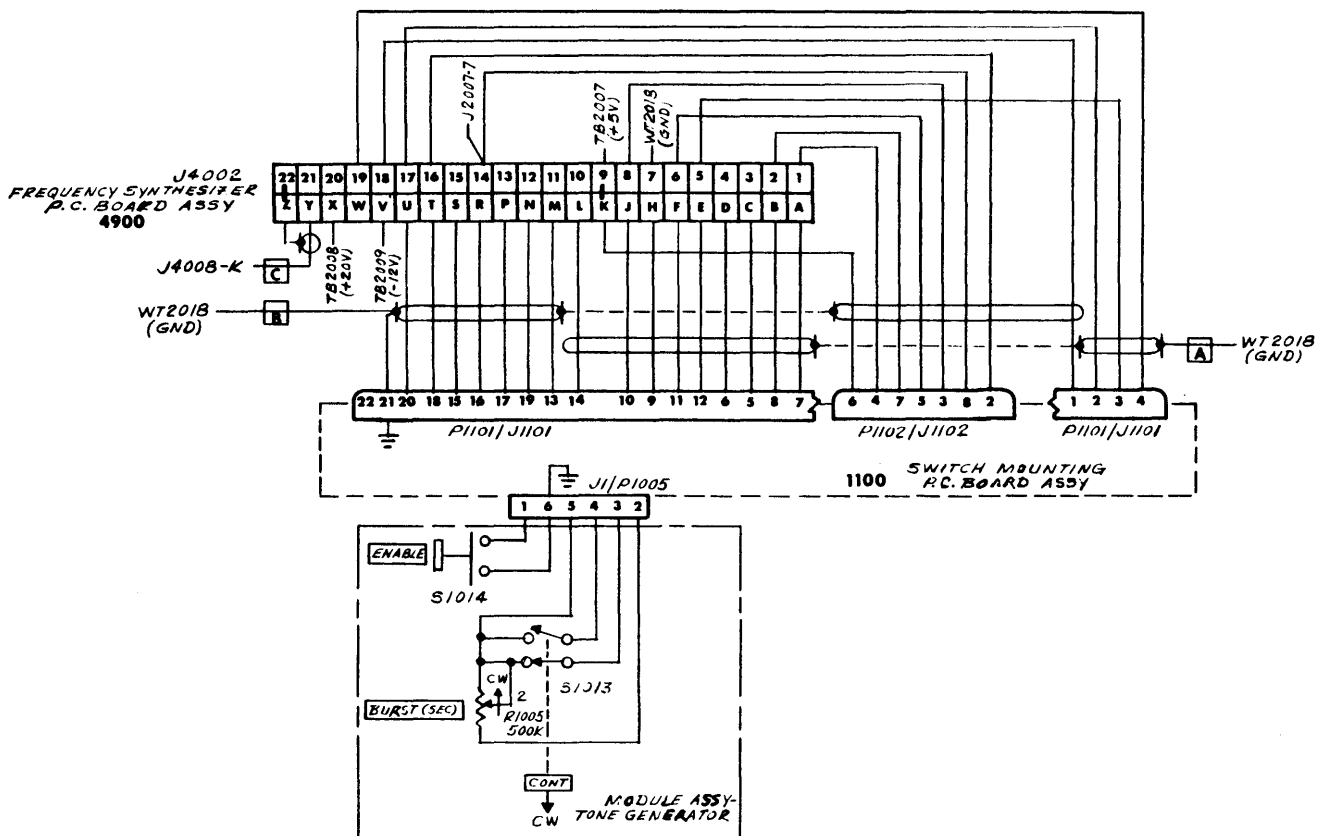 J2007-7
TB2007
(+5V)
WT2018
(GND)
J4002
FREQUENCY SYNTHESIZER
P.C. BOARD ASSY
4900
22 21 20 19 18 17 16 15 14 13 12 11 10 9 8 7 6 5 4 3 2 1
Z Y X W V U T S R P N M L K J H F E D C B A
J4008-K
C
TB2008
(+20V)
TB2009
(-12V)
WT2018
(GND)
B
A
WT2018
(GND)
22 21 20 18 15 16 17 19 13 14 10 9 11 12 6 5 8 7
6 4 7 5 3 8 2
1 2 3 4
P1101/J1101
P1102/J1102
P1101/J1101
1100
SWITCH MOUNTING
P.C. BOARD ASSY
J1/P1005
1 6 5 4 3 2
ENABLE
S1014
S1013
CW
2
BURST (SEC)
R1005
500K
CONT
CW
MODULE ASSY-
TONE GENERATOR